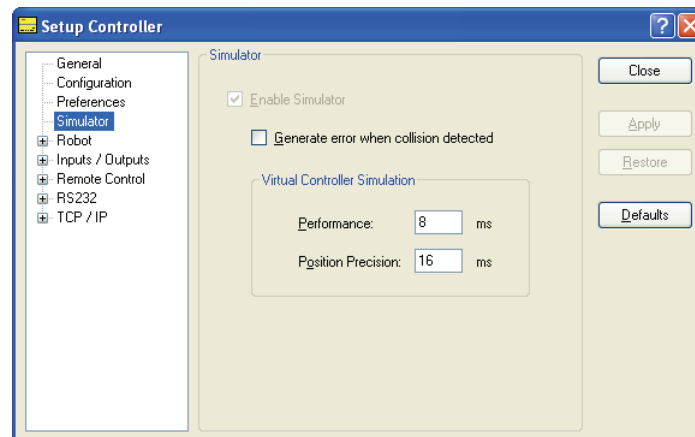 Setup Controller
General
Configuration
Preferences
Simulator
Robot
Inputs / Outputs
Remote Control
RS232
TCP / IP
Simulator
Enable Simulator
Generate error when collision detected
Virtual Controller Simulation
Performance: 8 ms
Position Precision: 16 ms
Close
Apply
Restore
Defaults